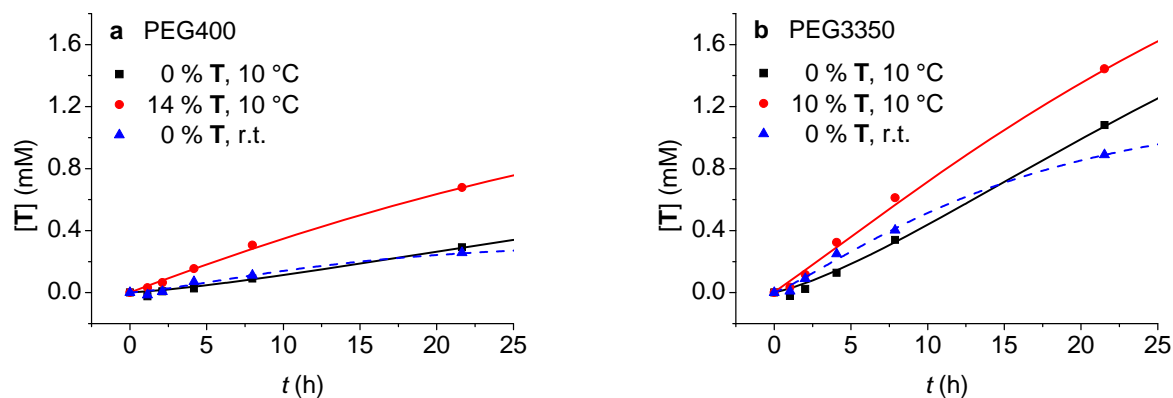 a PEG400
0 % T, 10 °C
14 % T, 10 °C
0 % T, r.t.
[T] (mM)
1.6
1.2
0.8
0.4
0.0
0 5 10 15 20 25
t (h)
b PEG3350
0 % T, 10 °C
10 % T, 10 °C
0 % T, r.t.
[T] (mM)
1.6
1.2
0.8
0.4
0.0
0 5 10 15 20 25
t (h)